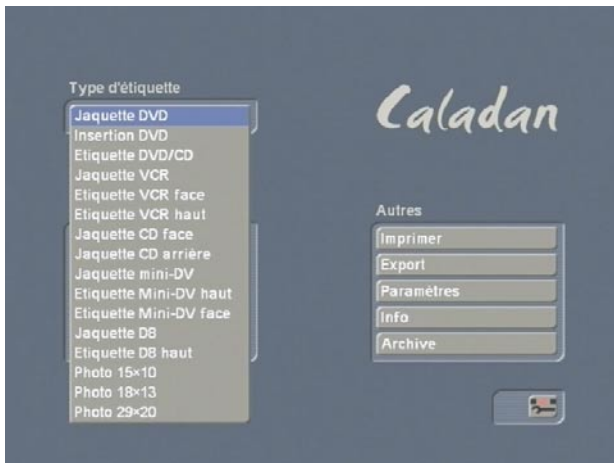 Type d'étiquette
Jaquette DVD
Insertion DVD
Etiquette DVD/CD
Jaquette VCR
Etiquette VCR face
Etiquette VCR haut
Jaquette CD face
Jaquette CD arrière
Jaquette mini-DV
Etiquette Mini-DV haut
Etiquette Mini-DV face
Jaquette D8
Etiquette D8 haut
Photo 15×10
Photo 18×13
Photo 29×20
Caladan
Autres
Imprimer
Export
Paramètres
Info
Archive